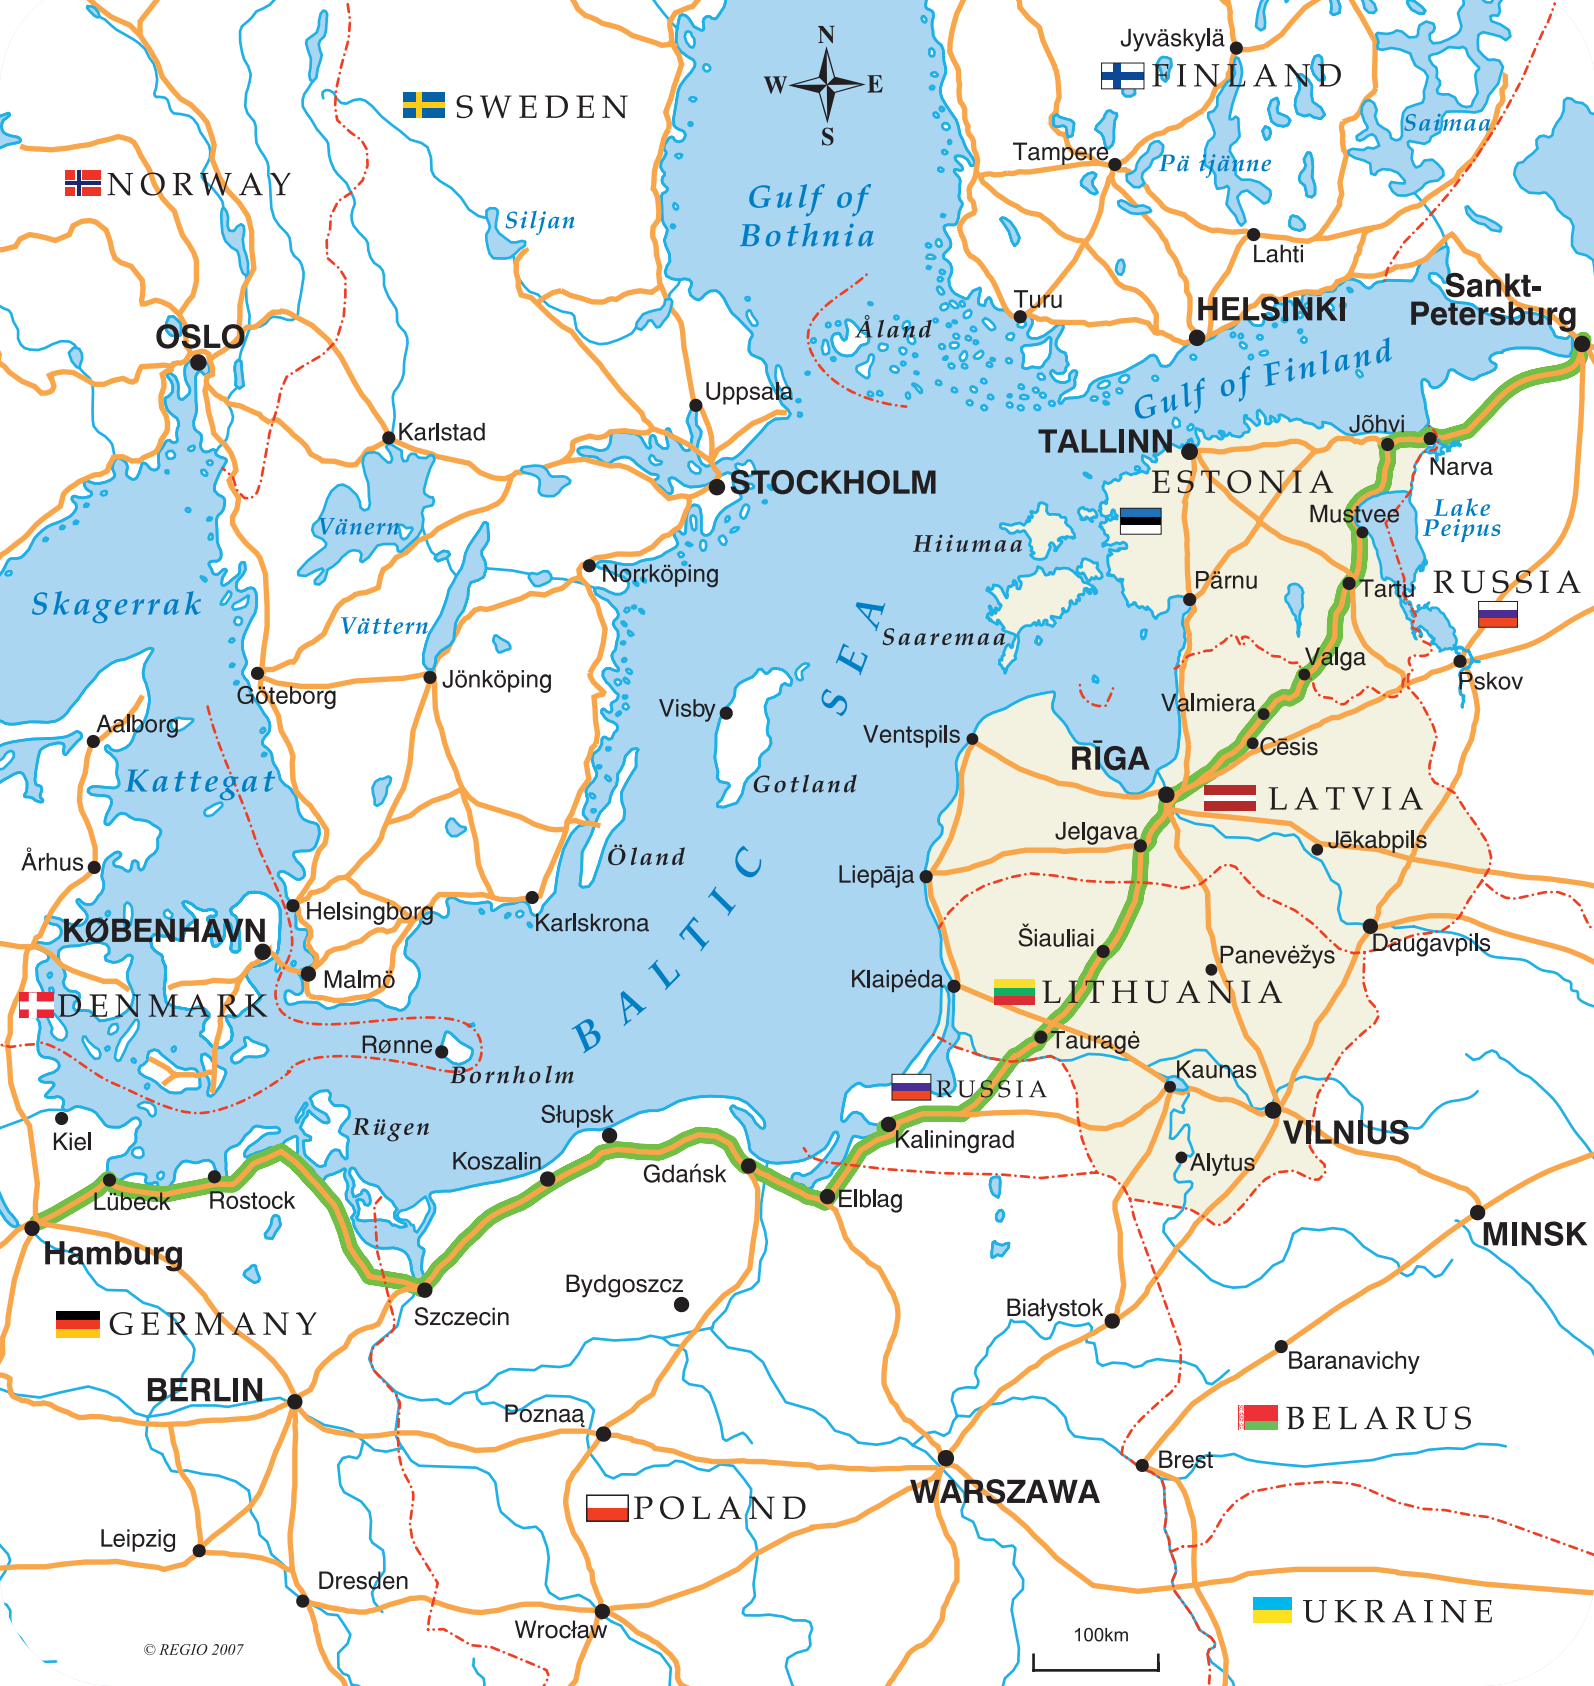 N
W
E
S
Jyväskylä
FINLAND
SWEDEN
Saimaa
Tampere
Pä ijänne
NORWAY
Gulf of
Bothnia
Siljan
Lahti
Sankt-
Petersburg
Turu
HELSINKI
OSLO
Åland
Gulf of Finland
Uppsala
Karlstad
Jõhvi
TALLINN
Narva
STOCKHOLM
ESTONIA
Vänern
Mustvee
Lake
Peipus
Hiiumaa
Norrköping
Pärnu
Tartu
RUSSIA
Skagerrak
Vättern
Saaremaa
Valga
Göteborg
Jönköping
Pskov
Visby
Valmiera
Aalborg
Ventspils
RĪGA
Cēsis
Kattegat
Gotland
LATVIA
BALTIC SEA
Jelgava
Jēkabpils
Århus
Öland
Liepāja
Helsingborg
KØBENHAVN
Karlskrona
Šiauliai
Daugavpils
Panevėžys
Malmö
Klaipėda
LITHUANIA
DENMARK
Rønne
Tauragė
Bornholm
Kaunas
RUSSIA
Słupsk
Rügen
Kiel
Kaliningrad
VILNIUS
Koszalin
Gdańsk
Alytus
Lübeck
Rostock
Elblag
Hamburg
MINSK
Bydgoszcz
Szczecin
Białystok
GERMANY
Baranavichy
BERLIN
Poznaą
BELARUS
Brest
WARSZAWA
POLAND
Leipzig
Dresden
UKRAINE
Wrocław
100km
© REGIO 2007